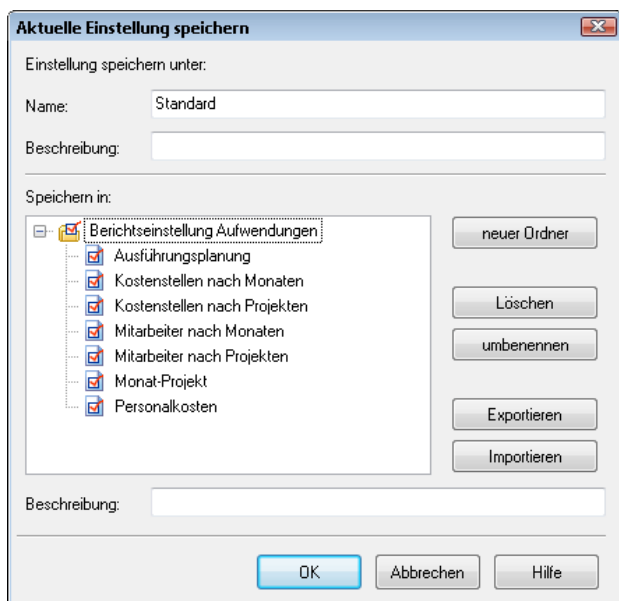 Aktuelle Einstellung speichern
Einstellung speichern unter:
Name: Standard
Beschreibung:
Speichern in:
Berichtseinstellung Aufwendungen
Ausführungsplanung
Kostenstellen nach Monaten
Kostenstellen nach Projekten
Mitarbeiter nach Monaten
Mitarbeiter nach Projekten
Monat-Projekt
Personalkosten
neuer Ordner
Löschen
umbenennen
Exportieren
Importieren
Beschreibung:
OK Abbrechen Hilfe